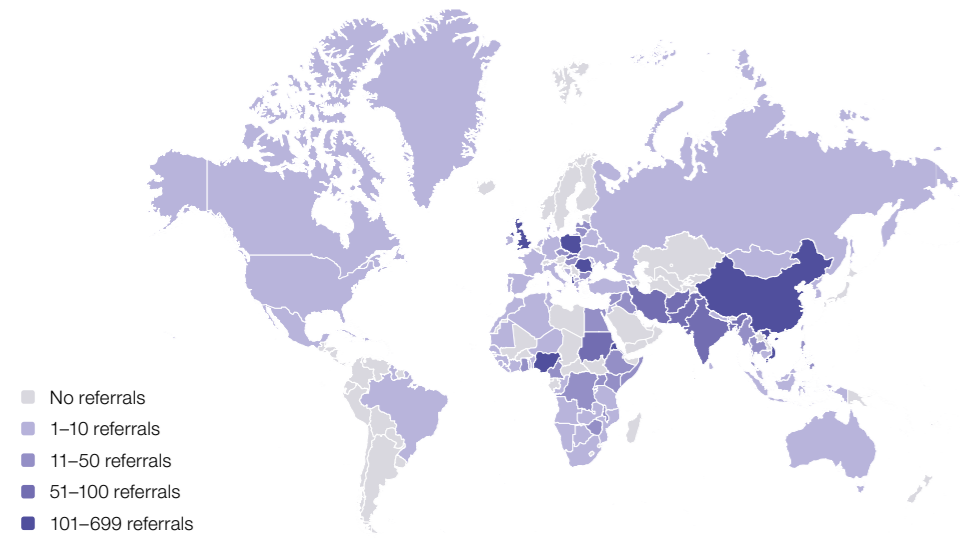 No referrals
1–10 referrals
11–50 referrals
51–100 referrals
101–699 referrals